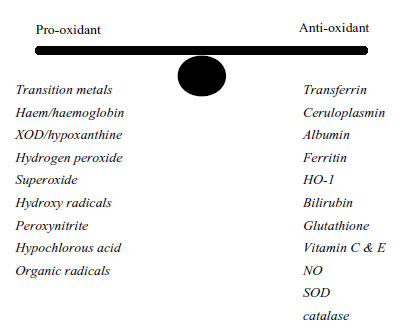 Pro-oxidant
Anti-oxidant
Transition metals
Haem/haemoglobin
XOD/hypoxanthine
Hydrogen peroxide
Superoxide
Hydroxy radicals
Peroxynitrite
Hypochlorous acid
Organic radicals
Transferrin
Ceruloplasmin
Albumin
Ferritin
HO-1
Bilirubin
Glutathione
Vitamin C & E
NO
SOD
catalase